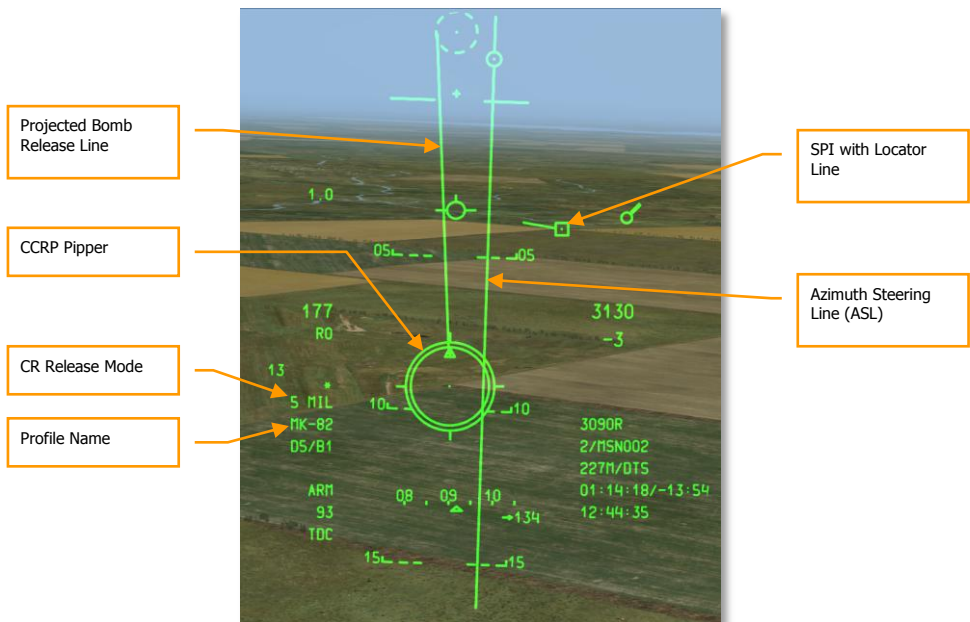 Projected Bomb
Release Line
CCRP Pipper
CR Release Mode
Profile Name
SPI with Locator
Line
Azimuth Steering
Line (ASL)
1.0
05 05
177 3130
RO -3
13
*
5 MIL
10 10
MK-82 3090R
D5/B1 2/MSN002
227M/DTS
ARM 08 09 10 01:14:18/-13:54
93 →134 12:44:35
TDC
15 15